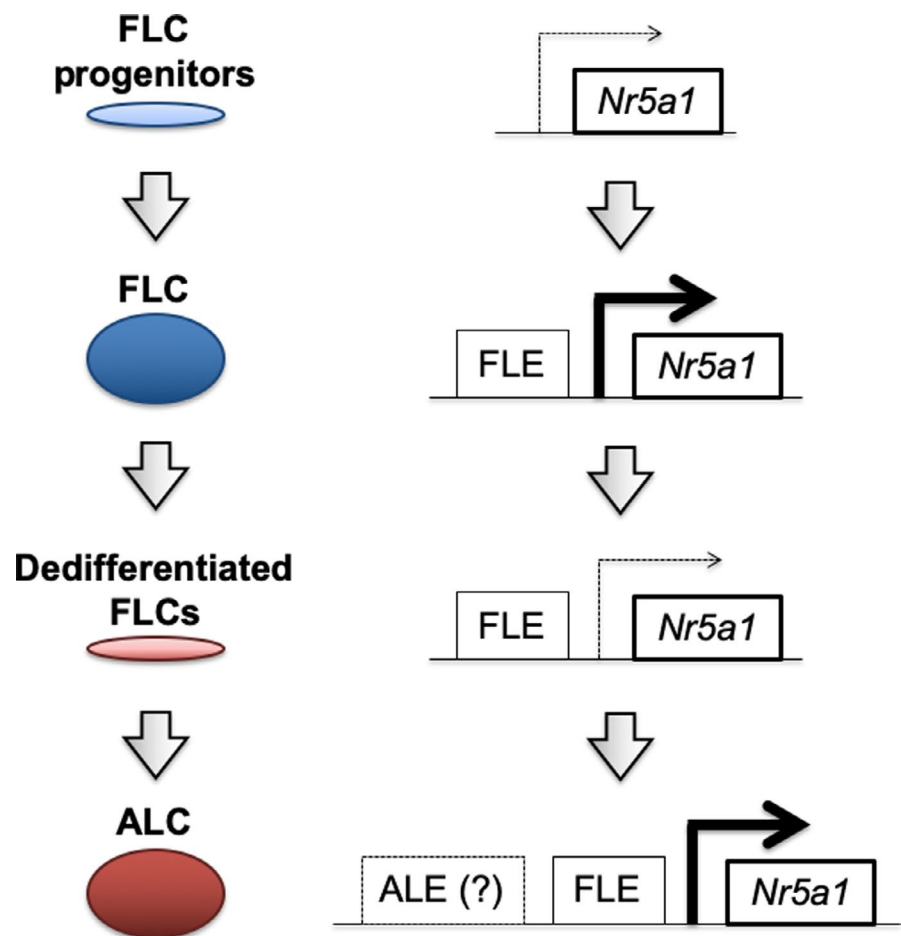 FLC
progenitors
Nr5a1
FLC
FLE
Nr5a1
Dedifferentiated
FLCs
FLE
Nr5a1
ALC
ALE (?)
FLE
Nr5a1